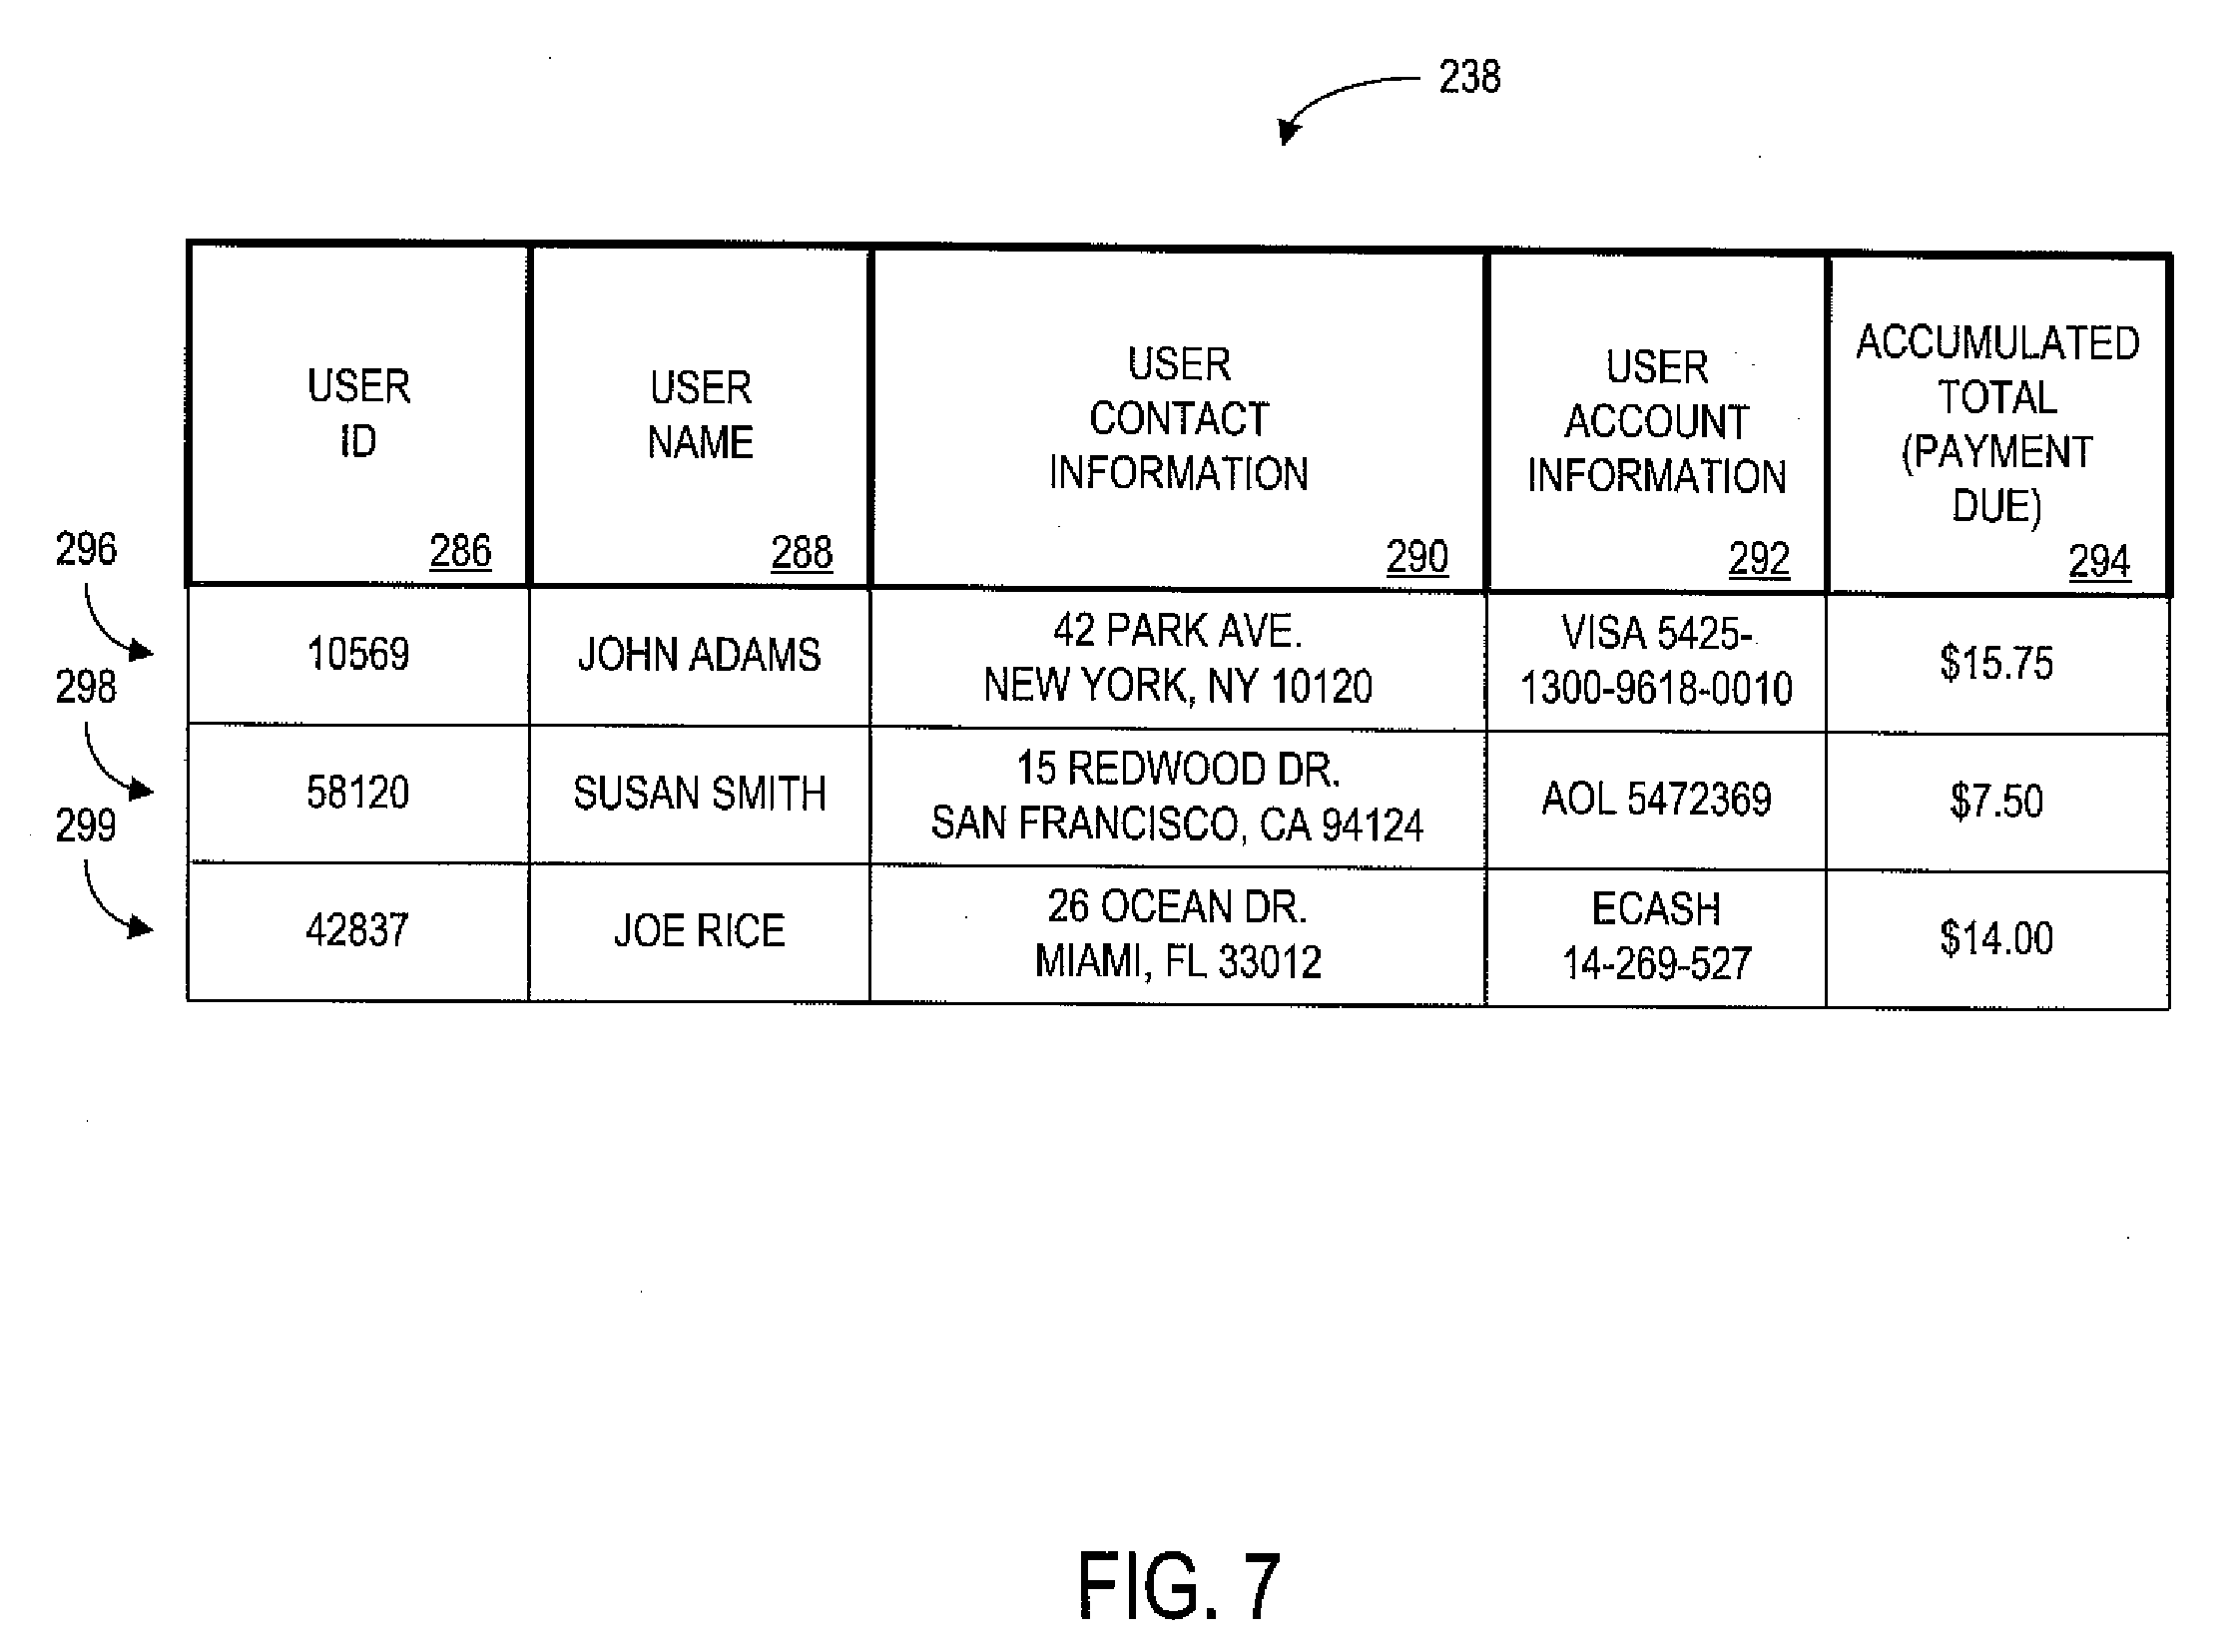 238
USER
ID
286
USER
NAME
288
USER
CONTACT
INFORMATION
290
USER
ACCOUNT
INFORMATION
292
ACCUMULATED
TOTAL
(PAYMENT
DUE)
294
296
10569
JOHN ADAMS
42 PARK AVE.
NEW YORK, NY 10120
VISA 5425-
1300-9618-0010
$15.75
298
58120
SUSAN SMITH
15 REDWOOD DR.
SAN FRANCISCO, CA 94124
AOL 5472369
$7.50
299
42837
JOE RICE
26 OCEAN DR.
MIAMI, FL 33012
ECASH
14-269-527
$14.00
FIG. 7